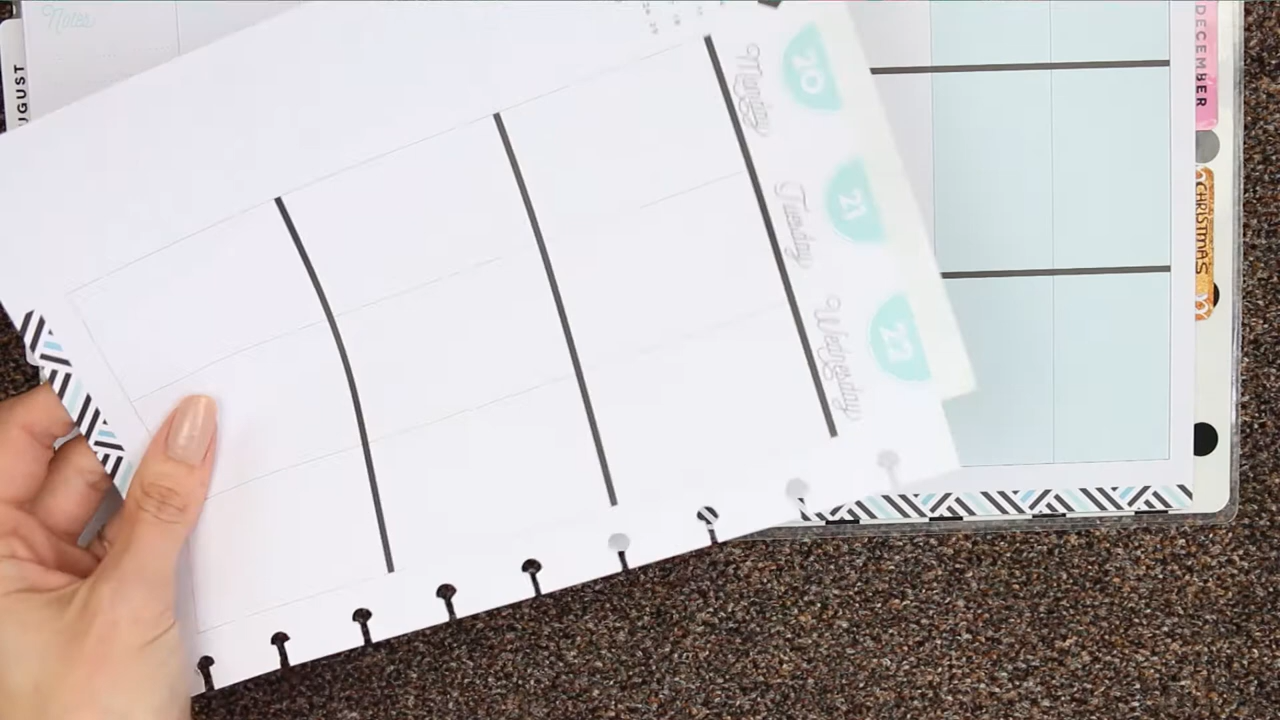 Notes
AUGUST
20
Monday
21
Tuesday
22
Wednesday
DECEMBER
CHRISTMAS